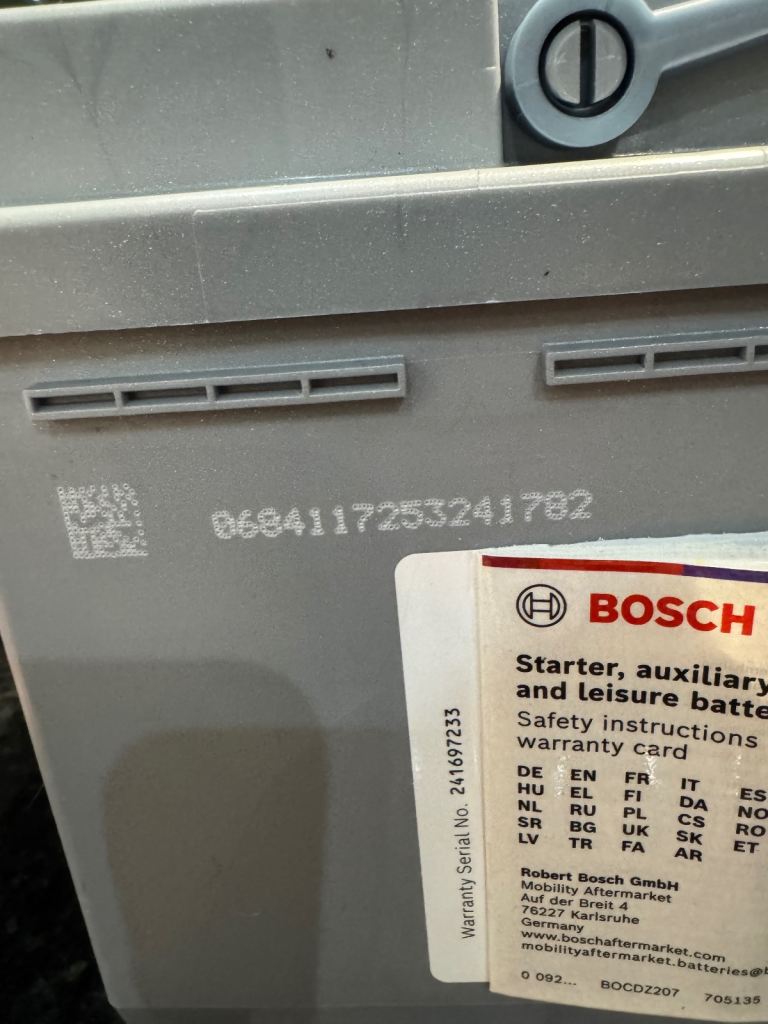 0684117253241782
Warranty Serial No. 241697233
BOSCH
Starter, auxiliary
and leisure batte
Safety instructions
warranty card
DE EN FR IT ES
HU EL FI DA NO
NL RU PL CS RO
SR BG UK SK ET
LV TR FA AR
Robert Bosch GmbH
Mobility Aftermarket
Auf der Breit 4
76227 Karlsruhe
Germany
www.boschaftermarket.com
mobilityaftermarket.batteries@b
0 092... BOCDZ207 705135